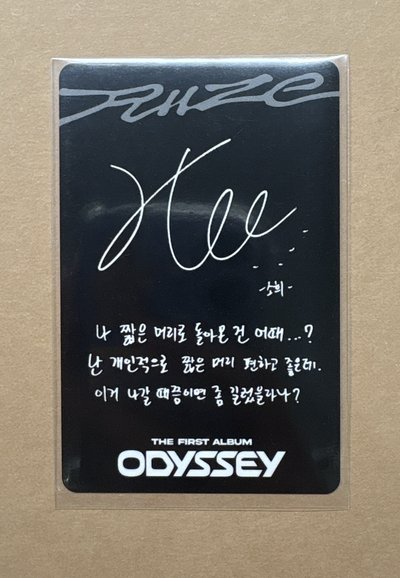 RIIZE
Hee
-소희-
나 짧은 머리로 돌아온 건 어때...?
난 개인적으로 짧은 머리 편하고 좋은데.
이거 나갈 때쯤이면 좀 길렀을라나?
THE FIRST ALBUM
ODYSSEY